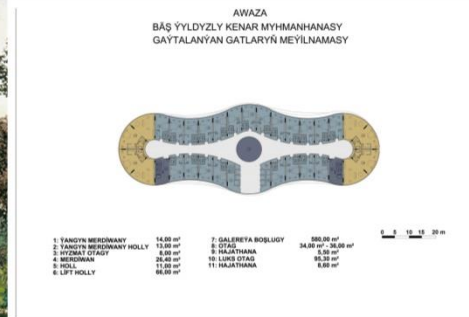 AWAZA
BÄŞ ÝYLDYZLY KENAR MYHMANHANASY
GAÝTALANÝAN GATLARYŇ MEÝILNAMASY
0 5 10 15 20 m
1: ÝANGYN MERDIWANY 14,00 m²
2: ÝANGYN MERDIWANY HOLLY 13,00 m²
3: HYZMAT OTAGY 8,00 m²
4: MERDIWAN 26,40 m²
5: HOLL 11,00 m²
6: LIFT HOLLY 66,00 m²
7: GALEREÝA BOŞLUGY 580,00 m²
8: OTAG 34,00 m² - 36,00 m²
9: HAJATHANA 5,50 m²
10: LUKS OTAG 95,30 m²
11: HAJATHANA 6,60 m²